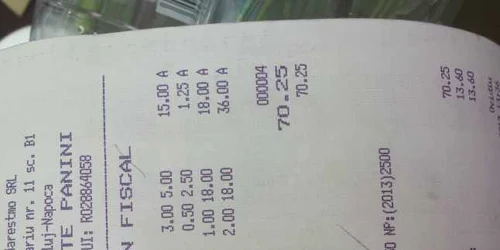 larestmo SRL
ariu nr. 11 sc. B1
TE PANINI
luj-Napoca
UI: RO28864058
N FISCAL
3.00 5.00 15.00 A
0.50 2.50 1.25 A
1.00 18.00 18.00 A
2.00 18.00 36.00 A
000004
70.25
70.25
O NP:(2013)2500
70.25
13.60
13.60